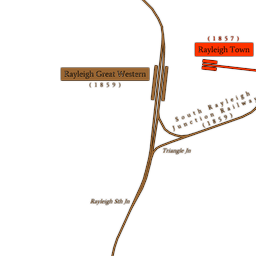 (1857)
Rayleigh Town
Rayleigh Great Western
(1859)
South Rayleigh
Junction Railway
(1859)
Triangle Jn
Rayleigh Sth Jn